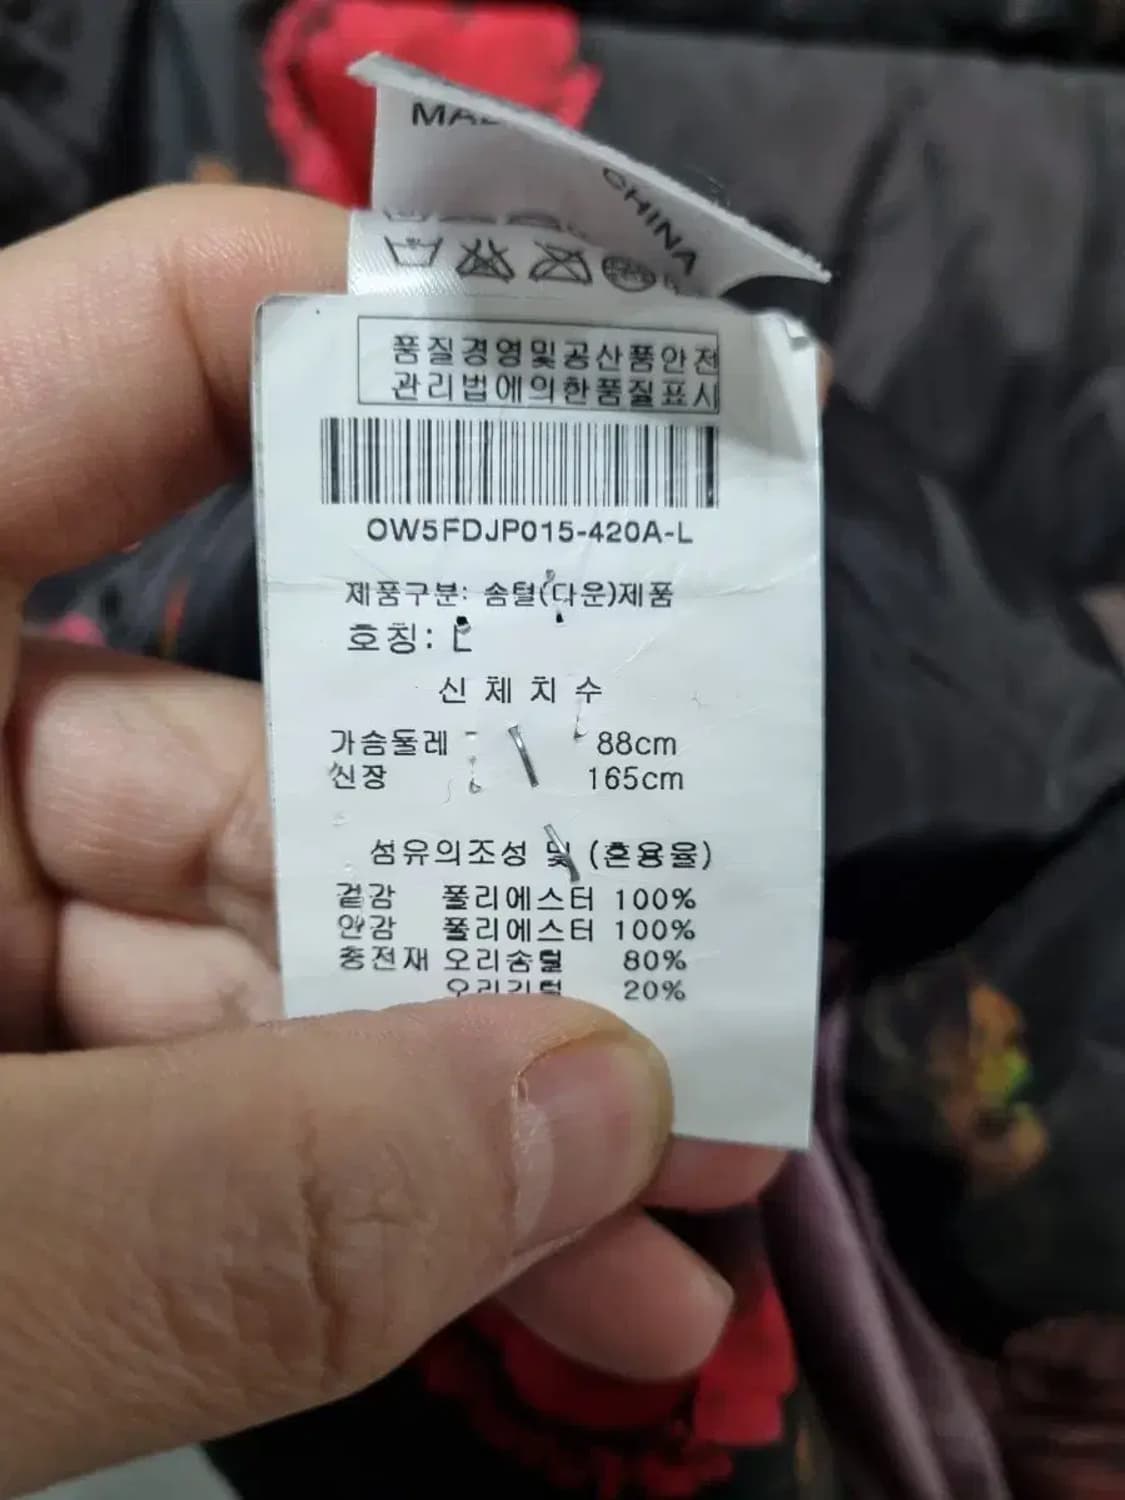 CHINA
품질경영및공산품안전
관리법에의한품질표시
OW5FDJP015-420A-L
제품구분: 솜털(다운)제품
호칭: L
신체치수
가슴둘레 88cm
신장 165cm
섬유의조성 및 (혼용율)
겉감 폴리에스터 100%
안감 폴리에스터 100%
충전재 오리솜털 80%
오리깃털 20%